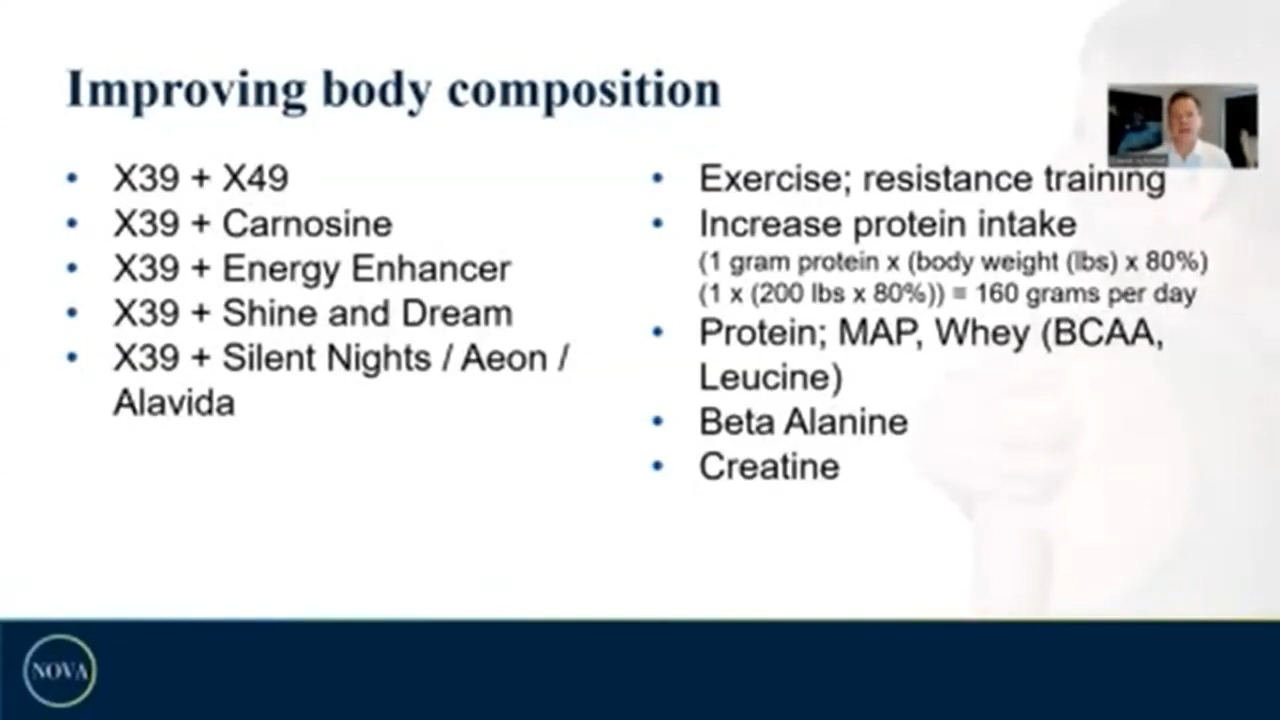 Improving body composition
• X39 + X49
• X39 + Carnosine
• X39 + Energy Enhancer
• X39 + Shine and Dream
• X39 + Silent Nights / Aeon /
Alavida
• Exercise; resistance training
• Increase protein intake
(1 gram protein x (body weight (lbs) x 80%)
(1 x (200 lbs x 80%)) = 160 grams per day
• Protein; MAP, Whey (BCAA,
Leucine)
• Beta Alanine
• Creatine
NOVA